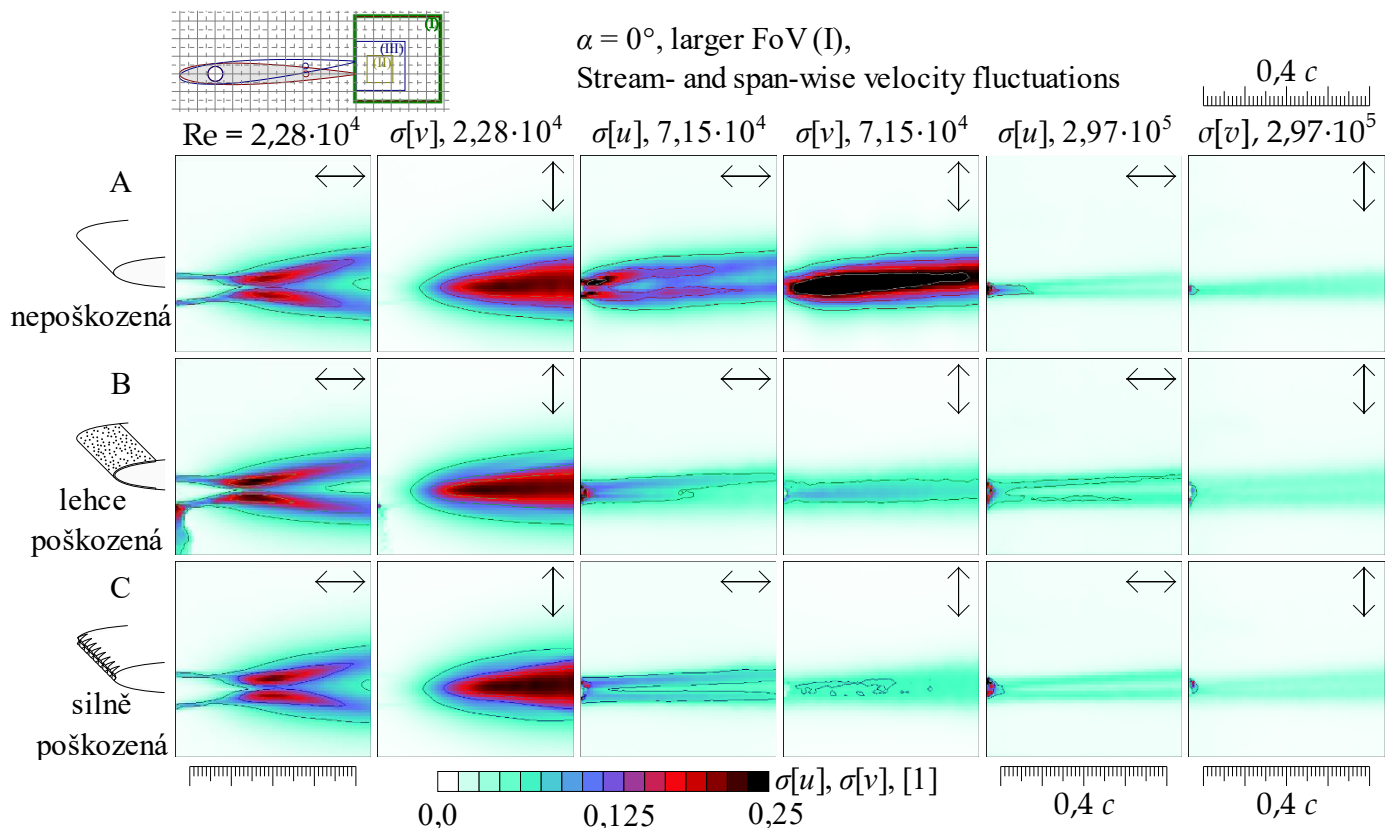 (I)
(III)
(II)
α = 0°, larger FoV (I),
Stream- and span-wise velocity fluctuations
0,4 c
Re = 2,28·10⁴ σ[v], 2,28·10⁴ σ[u], 7,15·10⁴ σ[v], 7,15·10⁴ σ[u], 2,97·10⁵ σ[v], 2,97·10⁵
A
nepoškozená
B
lehce
poškozená
C
silně
poškozená
σ[u], σ[v], [1]
0,0 0,125 0,25
0,4 c 0,4 c